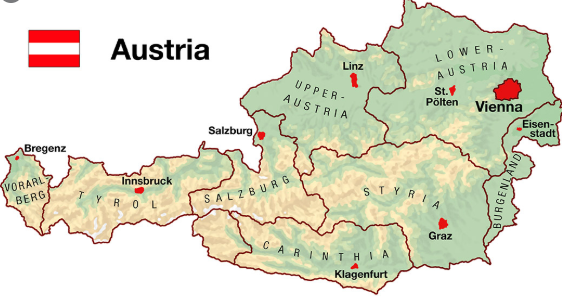 Austria
LOWER-
AUSTRIA
Linz
UPPER-
AUSTRIA
St.
Pölten
Vienna
Eisen-
stadt
Salzburg
Bregenz
VORARL-
BERG
Innsbruck
TYROL
SALZBURG
STYRIA
BURGENLAND
Graz
CARINTHIA
Klagenfurt